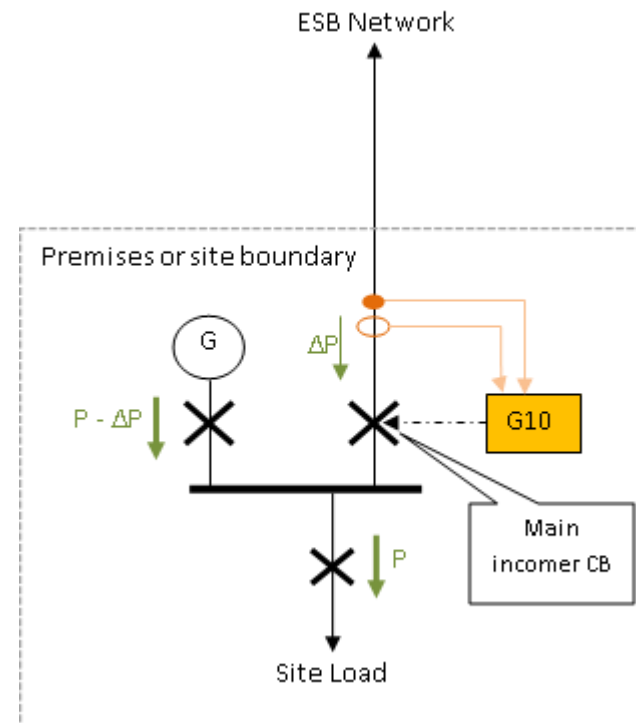 ESB Network
Premises or site boundary
G
ΔP
P - ΔP
G10
Main
incomer CB
P
Site Load